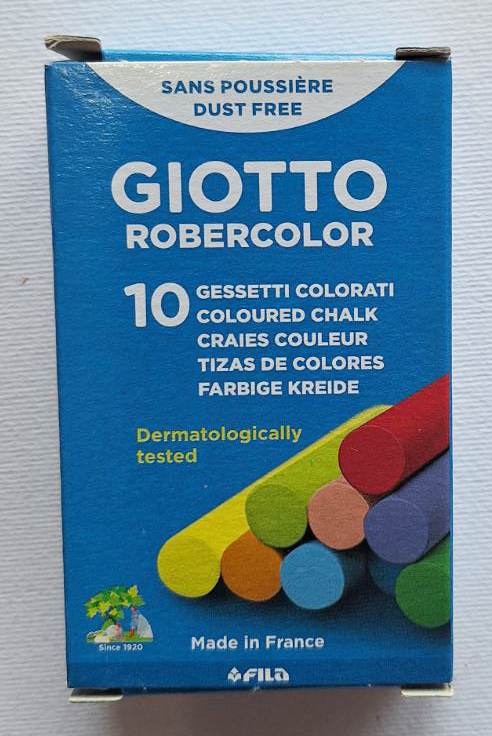 SANS POUSSIÈRE
DUST FREE
GIOTTO
ROBERCOLOR
10 GESSETTI COLORATI
COLOURED CHALK
CRAIES COULEUR
TIZAS DE COLORES
FARBIGE KREIDE
Dermatologically
tested
Since 1920
Made in France
FILA